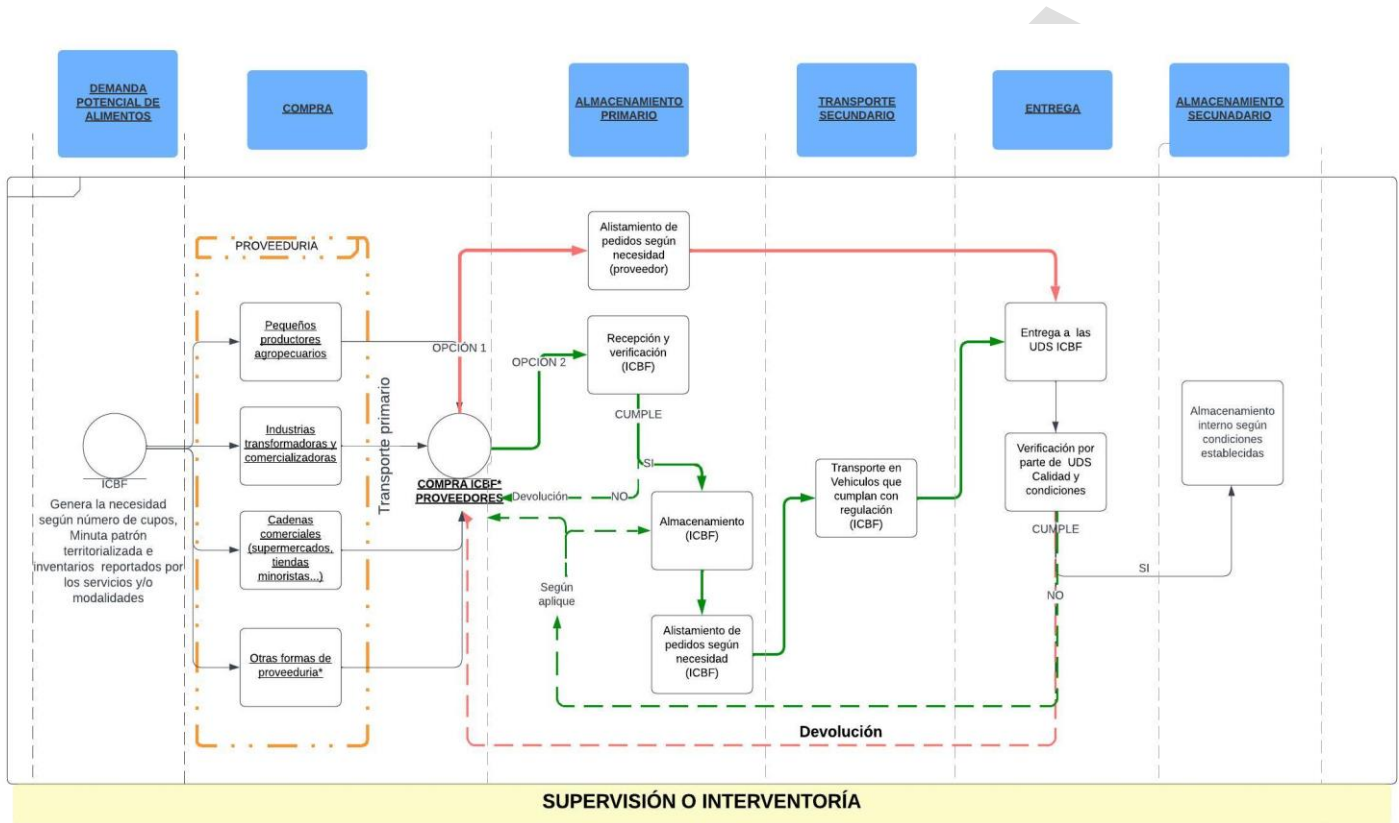 DEMANDA
POTENCIAL DE
ALIMENTOS
COMPRA
ALMACENAMIENTO
PRIMARIO
TRANSPORTE
SECUNDARIO
ENTREGA
ALMACENAMIENTO
SECUNADARIO
PROVEEDURIA
Pequeños
productores
agropecuarios
Industrias
transformadoras y
comercializadoras
Cadenas
comerciales
(supermercados,
tiendas
minoristas...)
Otras formas de
proveeduria*
ICBF
Genera la necesidad
según número de cupos,
Minuta patrón
territorializada e
inventarios reportados por
los servicios y/o
modalidades
Transporte primario
OPCIÓN 1
OPCIÓN 2
COMPRA ICBF*
PROVEEDORES
Alistamiento de
pedidos según
necesidad
(proveedor)
Recepción y
verificación
(ICBF)
CUMPLE
SI
NO
Devolución
Almacenamiento
(ICBF)
Según
aplique
Alistamiento de
pedidos según
necesidad
(ICBF)
Transporte en
Vehiculos que
cumplan con
regulación
(ICBF)
Entrega a las
UDS ICBF
Verificación por
parte de UDS
Calidad y
condiciones
CUMPLE
SI
NO
Almacenamiento
interno según
condiciones
establecidas
Devolución
SUPERVISIÓN O INTERVENTORÍA